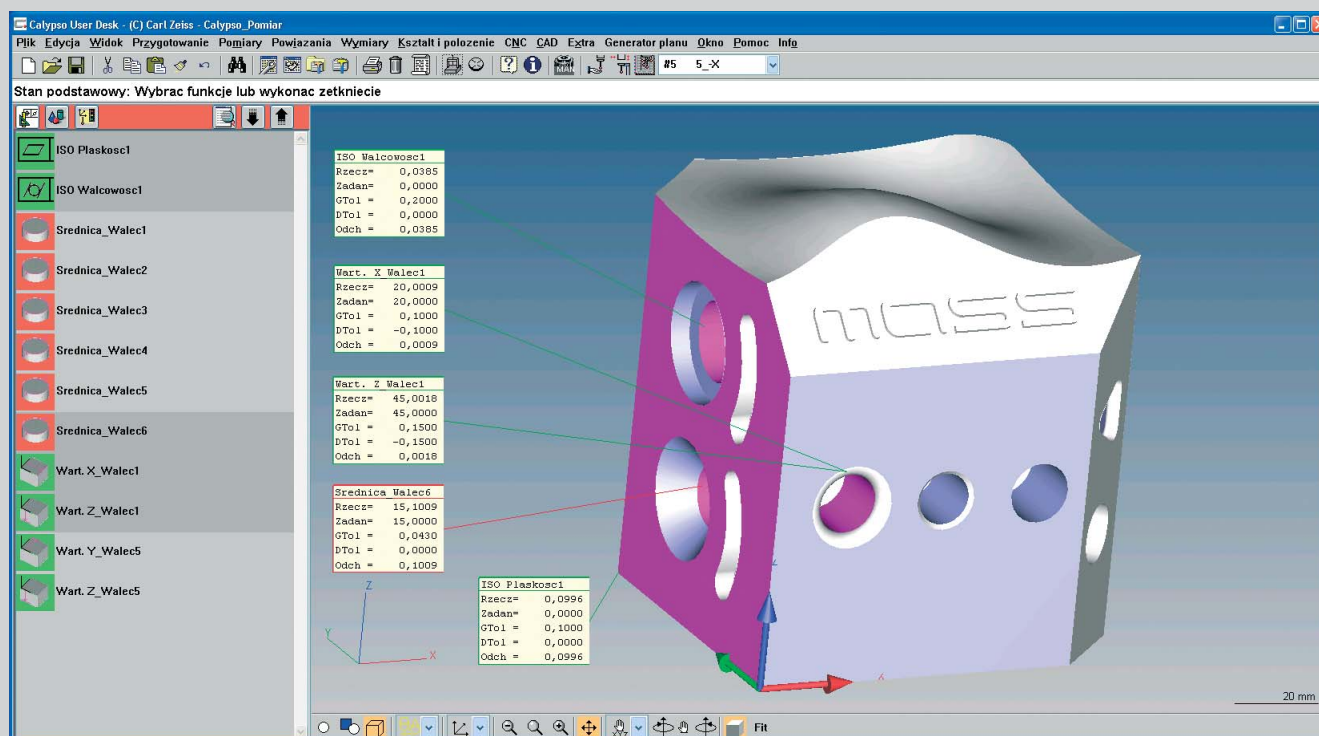 Calypso User Desk - (C) Carl Zeiss - Calypso_Pomiar
Plik Edycja Widok Przygotowanie Pomiary Powiazania Wymiary Ksztalt i polozenie CNC CAD Extra Generator planu Okno Pomoc Info
#5 5_-X
Stan podstawowy: Wybrac funkcje lub wykonac zetkniecie
ISO Plaskosc1
ISO Walcowosc1
Srednica_Walec1
Srednica_Walec2
Srednica_Walec3
Srednica_Walec4
Srednica_Walec5
Srednica_Walec6
Wart. X_Walec1
Wart. Z_Walec1
Wart. Y_Walec5
Wart. Z_Walec5
ISO Walcowosc1
Rzecz= 0,0385
Zadan= 0,0000
GTol = 0,2000
DTol = 0,0000
Odch = 0,0385
Wart. X_Walec1
Rzecz= 20,0009
Zadan= 20,0000
GTol = 0,1000
DTol = -0,1000
Odch = 0,0009
Wart. Z_Walec1
Rzecz= 45,0018
Zadan= 45,0000
GTol = 0,1500
DTol = -0,1500
Odch = 0,0018
Srednica_Walec6
Rzecz= 15,1009
Zadan= 15,0000
GTol = 0,0430
DTol = 0,0000
Odch = 0,1009
ISO Plaskosc1
Rzecz= 0,0996
Zadan= 0,0000
GTol = 0,1000
DTol = 0,0000
Odch = 0,0996
mass
Z
Y
X
20 mm
Fit